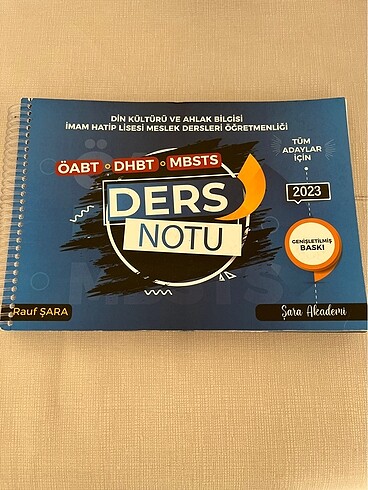 DİN KÜLTÜRÜ VE AHLAK BİLGİSİ
İMAM HATİP LİSESİ MESLEK DERSLERİ ÖĞRETMENLİĞİ
ÖABT • DHBT • MBSTS
DERS
NOTU
TÜM
ADAYLAR
İÇİN
2023
GENİŞLETİLMİŞ
BASKI
Rauf ŞARA
Şara Akademi